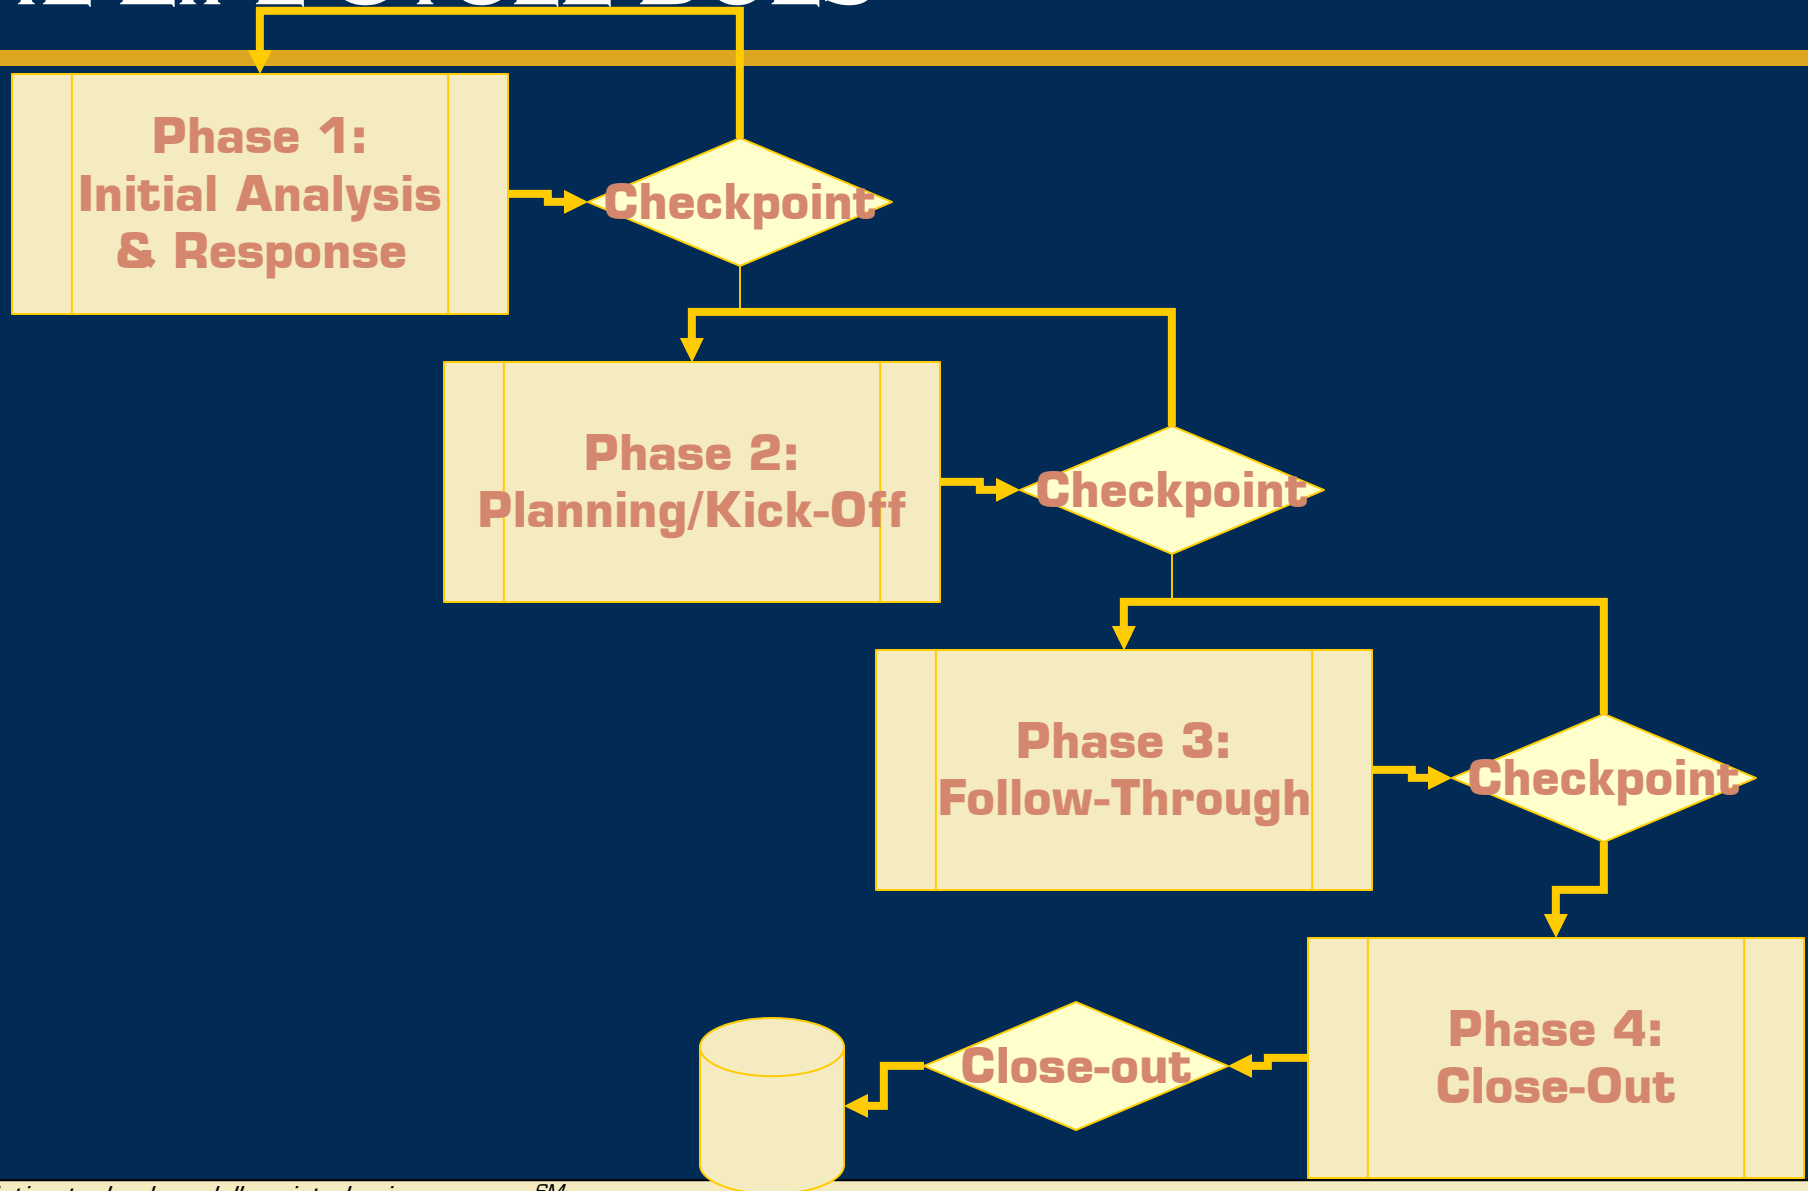 Phase 1:
Initial Analysis
& Response
Checkpoint
Phase 2:
Planning/Kick-Off
Checkpoint
Phase 3:
Follow-Through
Checkpoint
Phase 4:
Close-Out
Close-out
SM